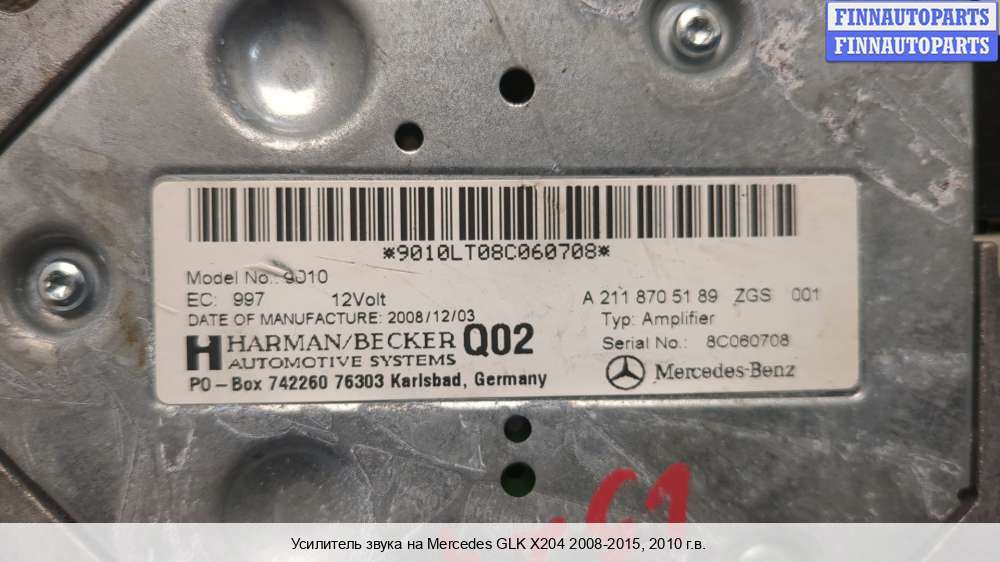 FINNAUTOPARTS
FINNAUTOPARTS
*9010LT08C060708*
Model No.: 9010
EC: 997 12Volt
DATE OF MANUFACTURE: 2008/12/03
HARMAN/BECKER Q02
AUTOMOTIVE SYSTEMS
PO-Box 742260 76303 Karlsbad, Germany
A 211 870 51 89 ZGS 001
Typ: Amplifier
Serial No.: 8C060708
Mercedes-Benz
Усилитель звука на Mercedes GLK X204 2008-2015, 2010 г.в.